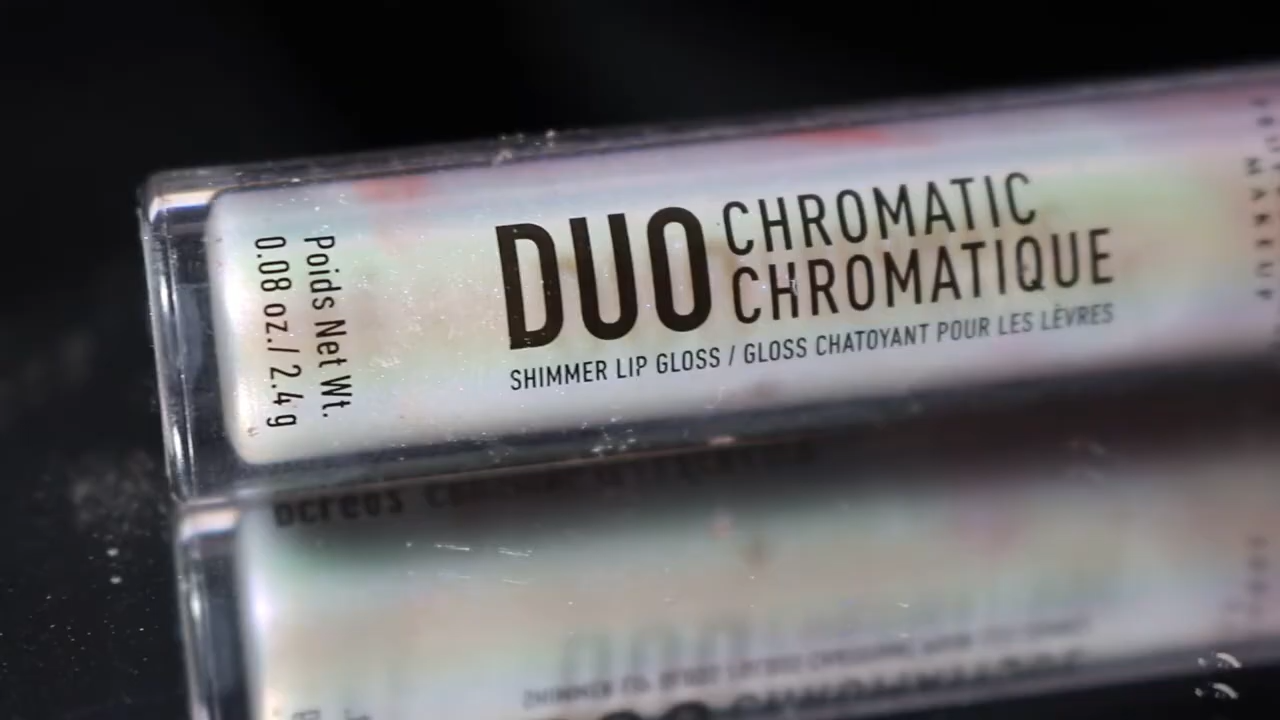 Poids Net Wt.
0.08 oz./ 2.4 g
DUO CHROMATIC
CHROMATIQUE
SHIMMER LIP GLOSS / GLOSS CHATOYANT POUR LES LÈVRES
MAKEUP